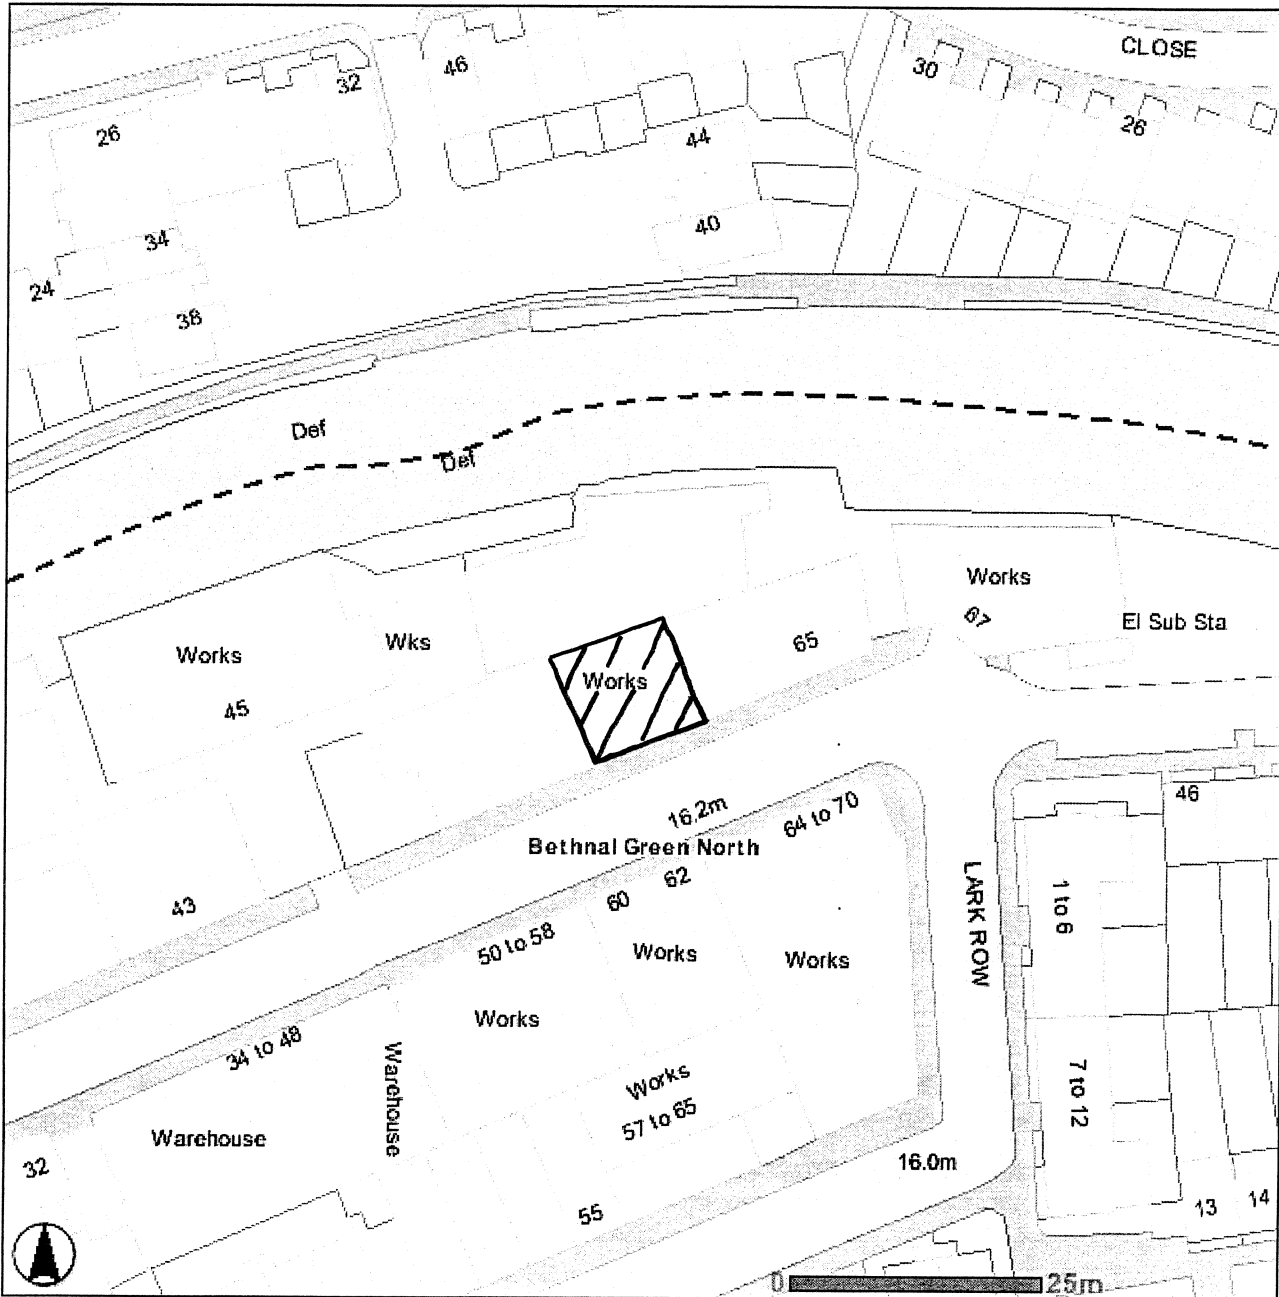 CLOSE
46
32
30
26
26
44
34
40
24
38
Def
Def
Works
67
El Sub Sta
Works
Wks
65
Works
45
16.2m
64 to 70
46
Bethnal Green North
62
60
1 to 6
LARK ROW
43
50 to 58
Works
Works
Works
34 to 48
Warehouse
Works
57 to 65
7 to 12
Warehouse
32
16.0m
55
13
14
0
25m